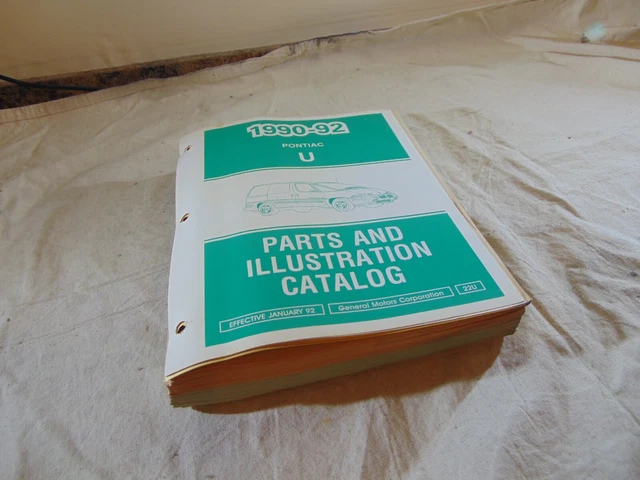 1990-92
PONTIAC
U
PARTS AND
ILLUSTRATION
CATALOG
EFFECTIVE JANUARY 92 General Motors Corporation 22U